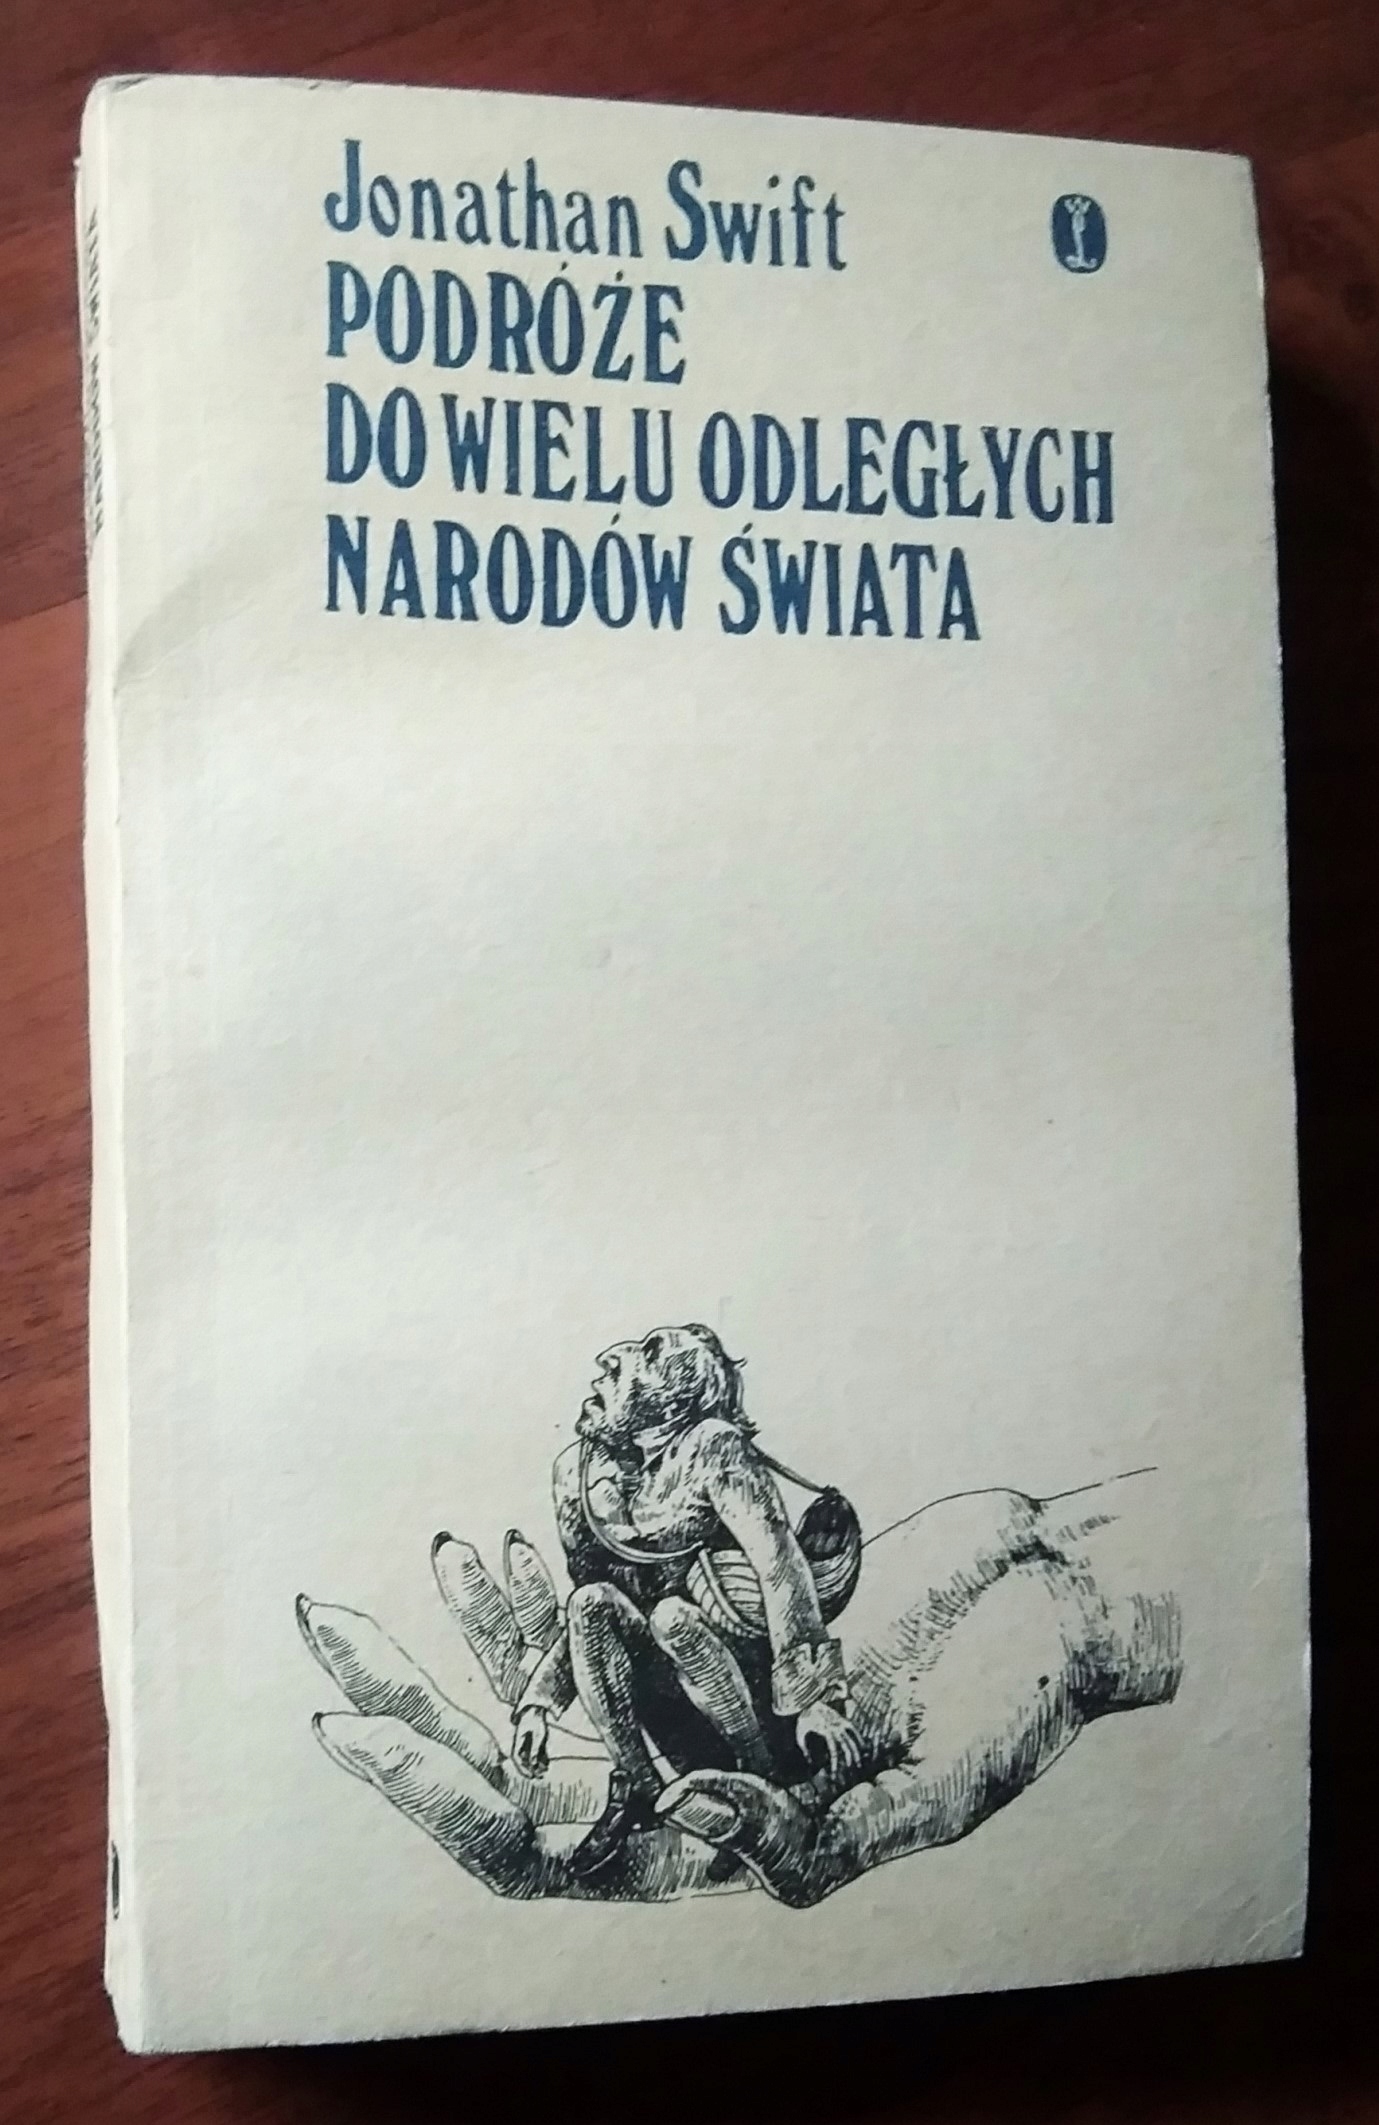 Jonathan Swift
PODRÓŻE
DO WIELU ODLEGŁYCH
NARODÓW ŚWIATA